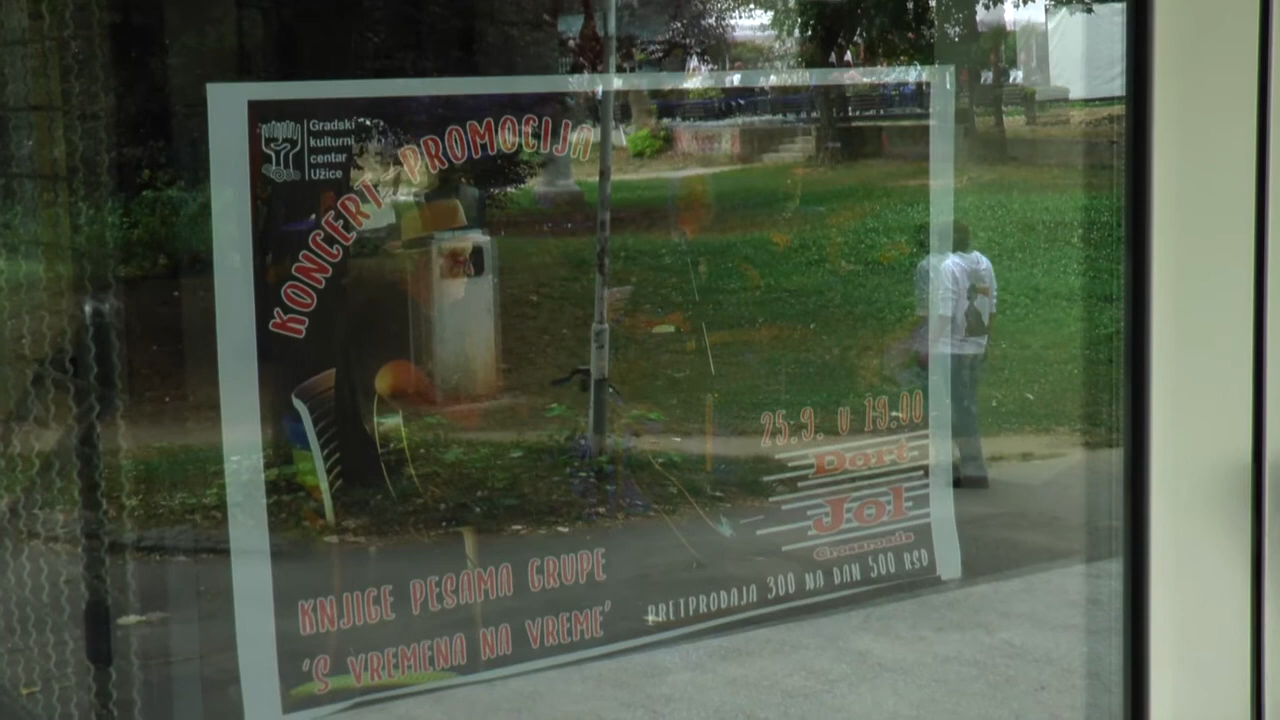 Gradski
kulturni
centar
Užice
KONCERT-PROMOCIJA
25.9. U 19.00
Dort
Jol
Crossroads
KNJIGE PESAMA GRUPE
'S VREMENA NA VREME'
PRETPRODAJA 300 NA DAN 500 RSD